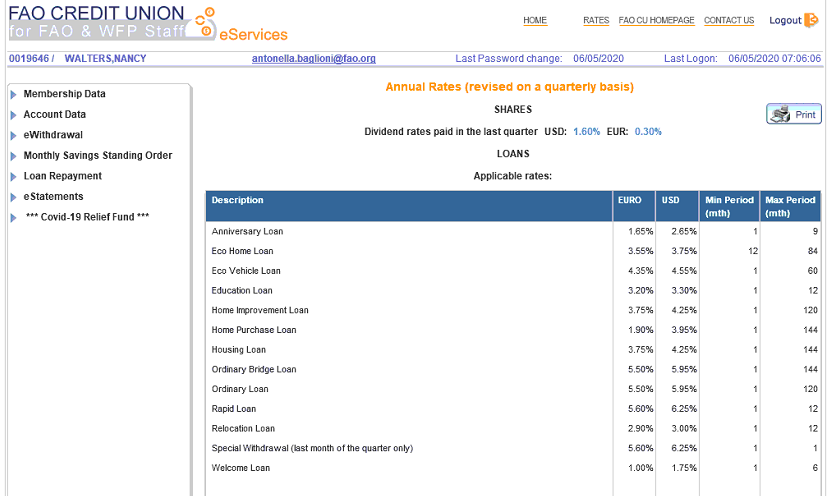 FAO CREDIT UNION
for FAO & WFP Staff
eServices
HOME RATES FAO CU HOMEPAGE CONTACT US Logout
0019646 / WALTERS,NANCY antonella.baglioni@fao.org Last Password change: 06/05/2020 Last Logon: 06/05/2020 07:06:06
Membership Data
Account Data
eWithdrawal
Monthly Savings Standing Order
Loan Repayment
eStatements
*** Covid-19 Relief Fund ***
Annual Rates (revised on a quarterly basis)
SHARES
Print
Dividend rates paid in the last quarter USD: 1.60% EUR: 0.30%
LOANS
Applicable rates:
Description EURO USD Min Period (mth) Max Period (mth)
Anniversary Loan 1.65% 2.65% 1 9
Eco Home Loan 3.55% 3.75% 12 84
Eco Vehicle Loan 4.35% 4.55% 1 60
Education Loan 3.20% 3.30% 1 12
Home Improvement Loan 3.75% 4.25% 1 120
Home Purchase Loan 1.90% 3.95% 1 144
Housing Loan 3.75% 4.25% 1 144
Ordinary Bridge Loan 5.50% 5.95% 1 144
Ordinary Loan 5.50% 5.95% 1 120
Rapid Loan 5.60% 6.25% 1 12
Relocation Loan 2.90% 3.00% 1 12
Special Withdrawal (last month of the quarter only) 5.60% 6.25% 1 1
Welcome Loan 1.00% 1.75% 1 6